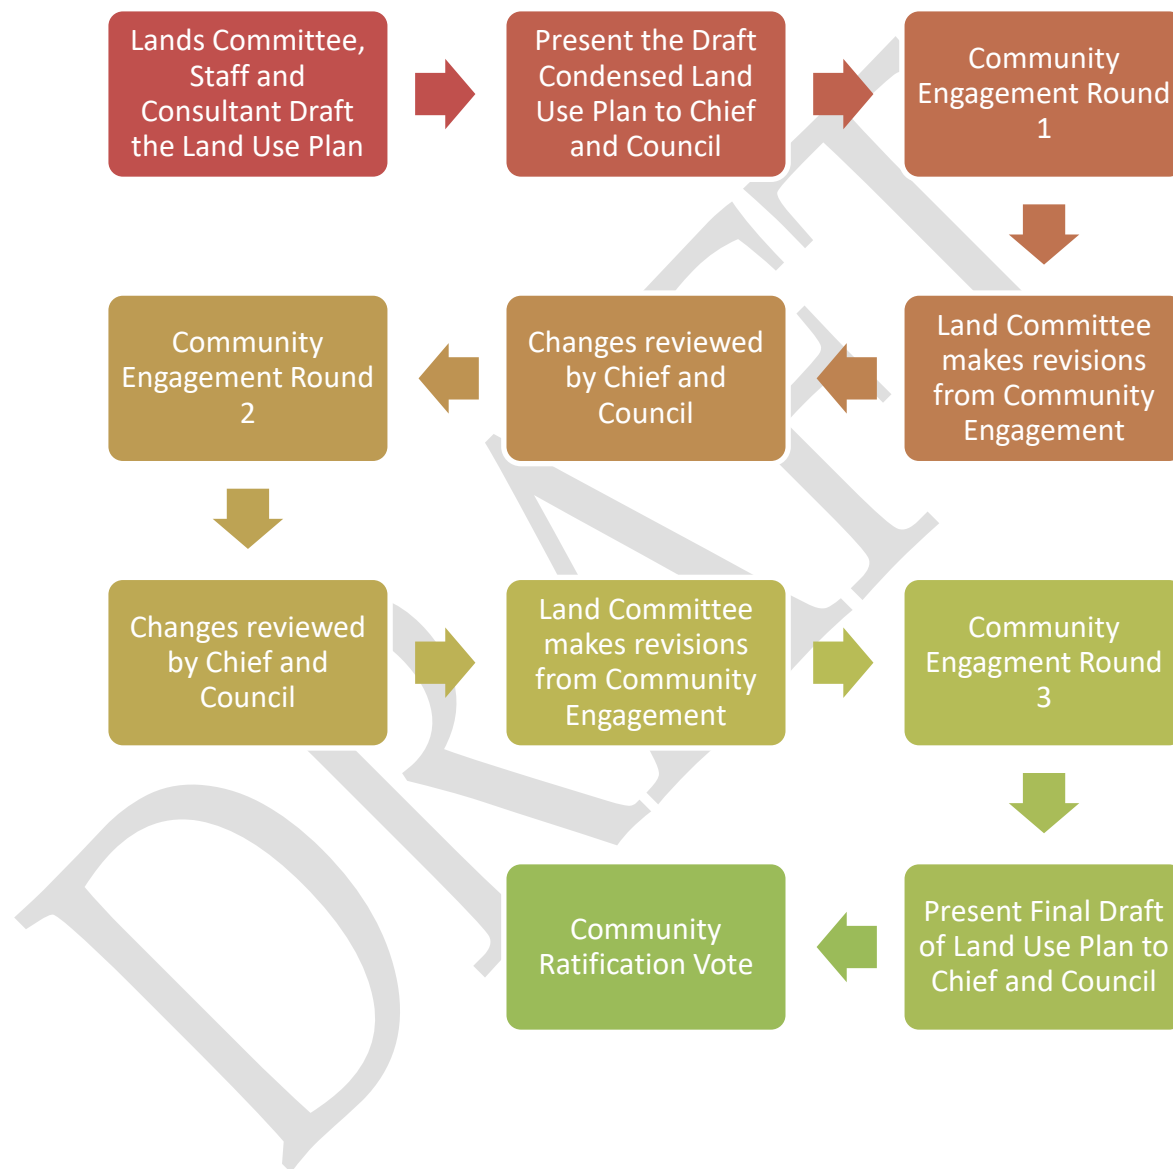 Lands Committee,
Staff and
Consultant Draft
the Land Use Plan
Present the Draft
Condensed Land
Use Plan to Chief
and Council
Community
Engagement Round
1
Land Committee
makes revisions
from Community
Engagement
Changes reviewed
by Chief and
Council
Community
Engagement Round
2
Changes reviewed
by Chief and
Council
Land Committee
makes revisions
from Community
Engagement
Community
Engagment Round
3
Present Final Draft
of Land Use Plan to
Chief and Council
Community
Ratification Vote
DRAFT